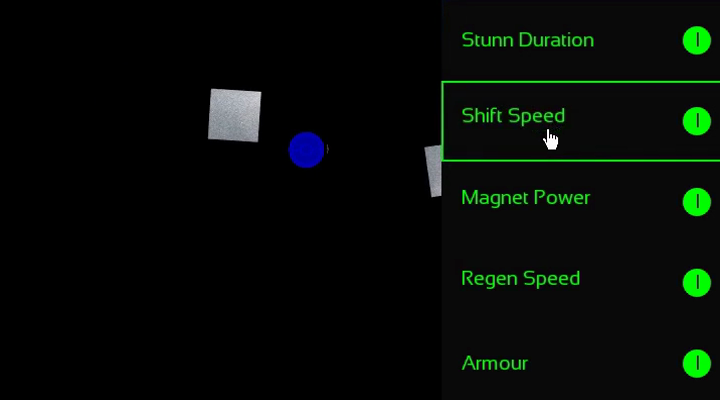 Stunn Duration
Shift Speed
Magnet Power
Regen Speed
Armour